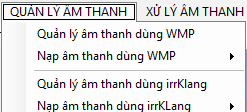 QUẢN LÝ ÂM THANH XỬ LÝ ÂM THANH
Quản lý âm thanh dùng WMP
Nạp âm thanh dùng WMP
Quản lý âm thanh dùng irrKlang
Nạp âm thanh dùng irrKLang